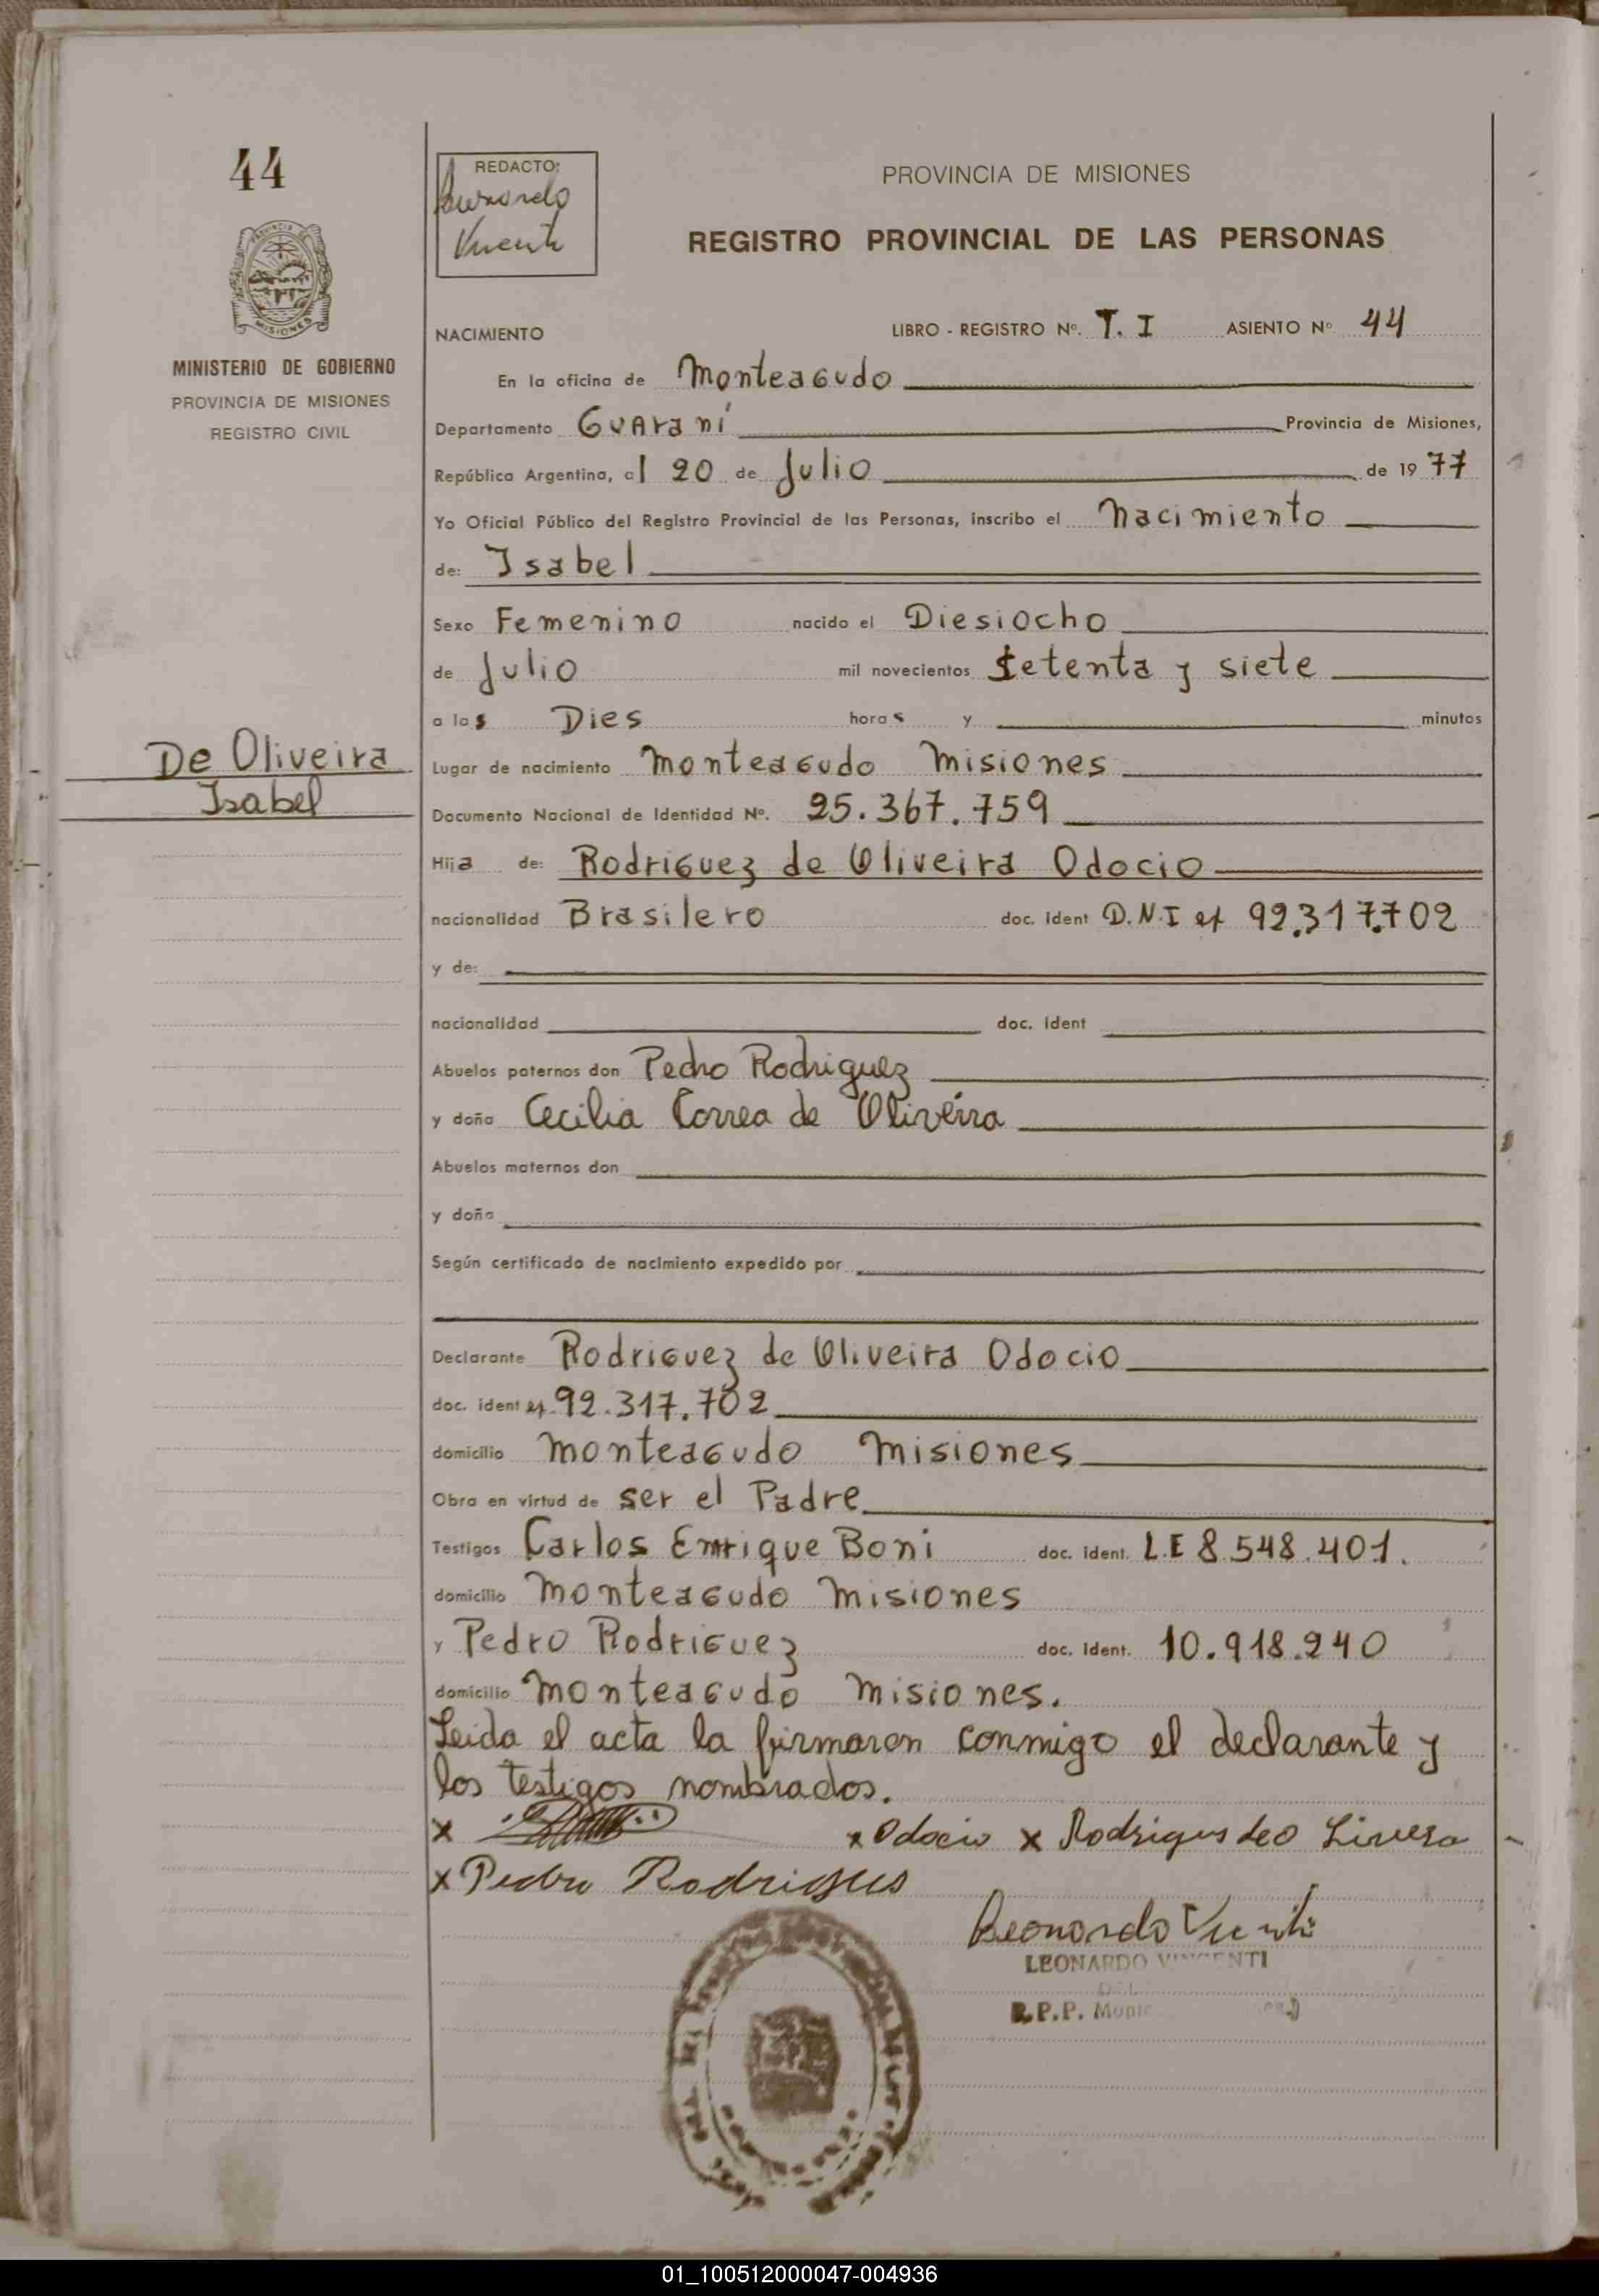 44
REDACTO:
Leonardo
PROVINCIA DE MISIONES
REGISTRO PROVINCIAL DE LAS PERSONAS
MISIONES
MINISTERIO DE GOBIERNO
PROVINCIA DE MISIONES
REGISTRO CIVIL
NACIMIENTO
LIBRO - REGISTRO Nº. T. I ASIENTO Nº 44
En la oficina de Monteagudo
Departamento Guaraní Provincia de Misiones,
República Argentina, al 20 de Julio de 1977
Yo Oficial Público del Registro Provincial de las Personas, inscribo el Nacimiento
de: Isabel
Sexo Femenino nacido el Diesiocho
de Julio mil novecientos Setenta y siete
a las Dies horas y minutos
De Oliveira
Isabel
Lugar de nacimiento Monteagudo Misiones
Documento Nacional de Identidad Nº. 25.367.759
Hija de: Rodriguez de Oliveira Odocio
nacionalidad Brasilero doc. ident D.N.I ex 92.317.702
y de:
nacionalidad doc. ident
Abuelos paternos don Pedro Rodriguez
y doña Cecilia Correa de Oliveira
Abuelos maternos don
y doña
Según certificado de nacimiento expedido por
Declarante Rodriguez de Oliveira Odocio
doc. ident ex 92.317.702
domicilio Monteagudo Misiones
Obra en virtud de ser el Padre
Testigos Carlos Enrique Boni doc. ident. L.E 8.548.401.
domicilio Monteagudo Misiones
y Pedro Rodriguez doc. ident. 10.918.240
domicilio Monteagudo Misiones.
Leida el acta la firmaron conmigo el declarante y
los testigos nombrados.
x x Odocio x Rodrigues deo Livera
x Pedro Rodrigues
Leonardo
LEONARDO VINCENTI
R.P.P.
01_100512000047-004936